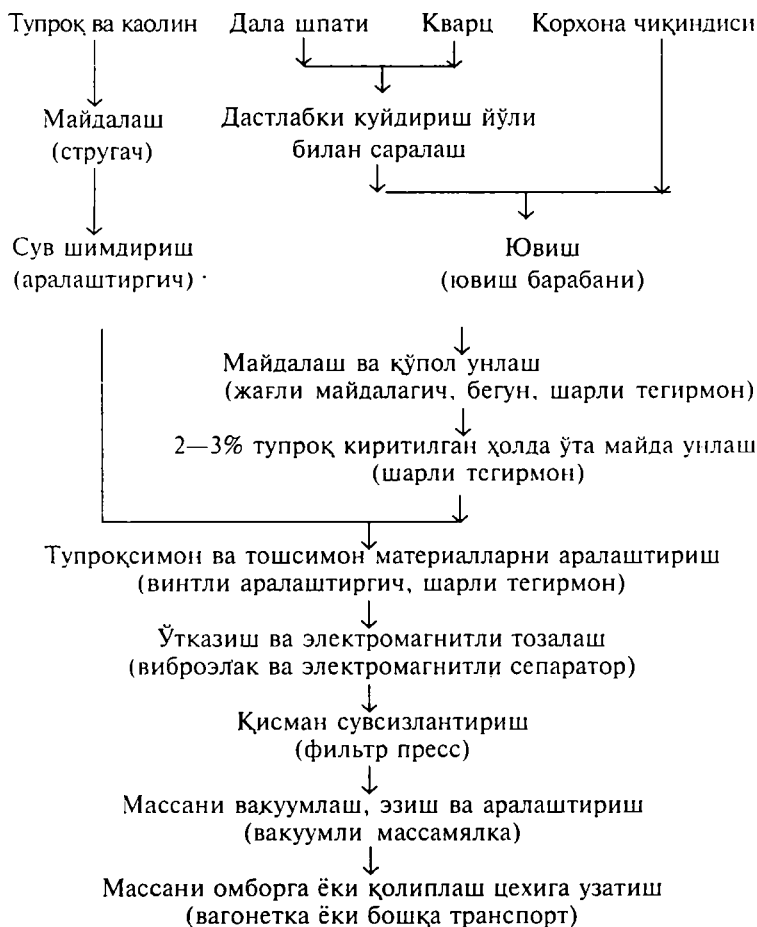 Тупроқ ва каолин Дала шпати Кварц Корхона чиқиндиси
Майдалаш
(стругач)
Дастлабки куйдириш йўли
билан саралаш
Сув шимдириш
(аралаштиргич)
Ювиш
(ювиш барабани)
Майдалаш ва қўпол унлаш
(жағли майдалагич, бегун, шарли тегирмон)
2—3% тупроқ киритилган ҳолда ўта майда унлаш
(шарли тегирмон)
Тупроқсимон ва тошсимон материалларни аралаштириш
(винтли аралаштиргич, шарли тегирмон)
Ўтказиш ва электромагнитли тозалаш
(виброэлак ва электромагнитли сепаратор)
Қисман сувсизлантириш
(фильтр пресс)
Массани вакуумлаш, эзиш ва аралаштириш
(вакуумли массамялка)
Массани омборга ёки қолиплаш цехига узатиш
(вагонетка ёки бошқа транспорт)